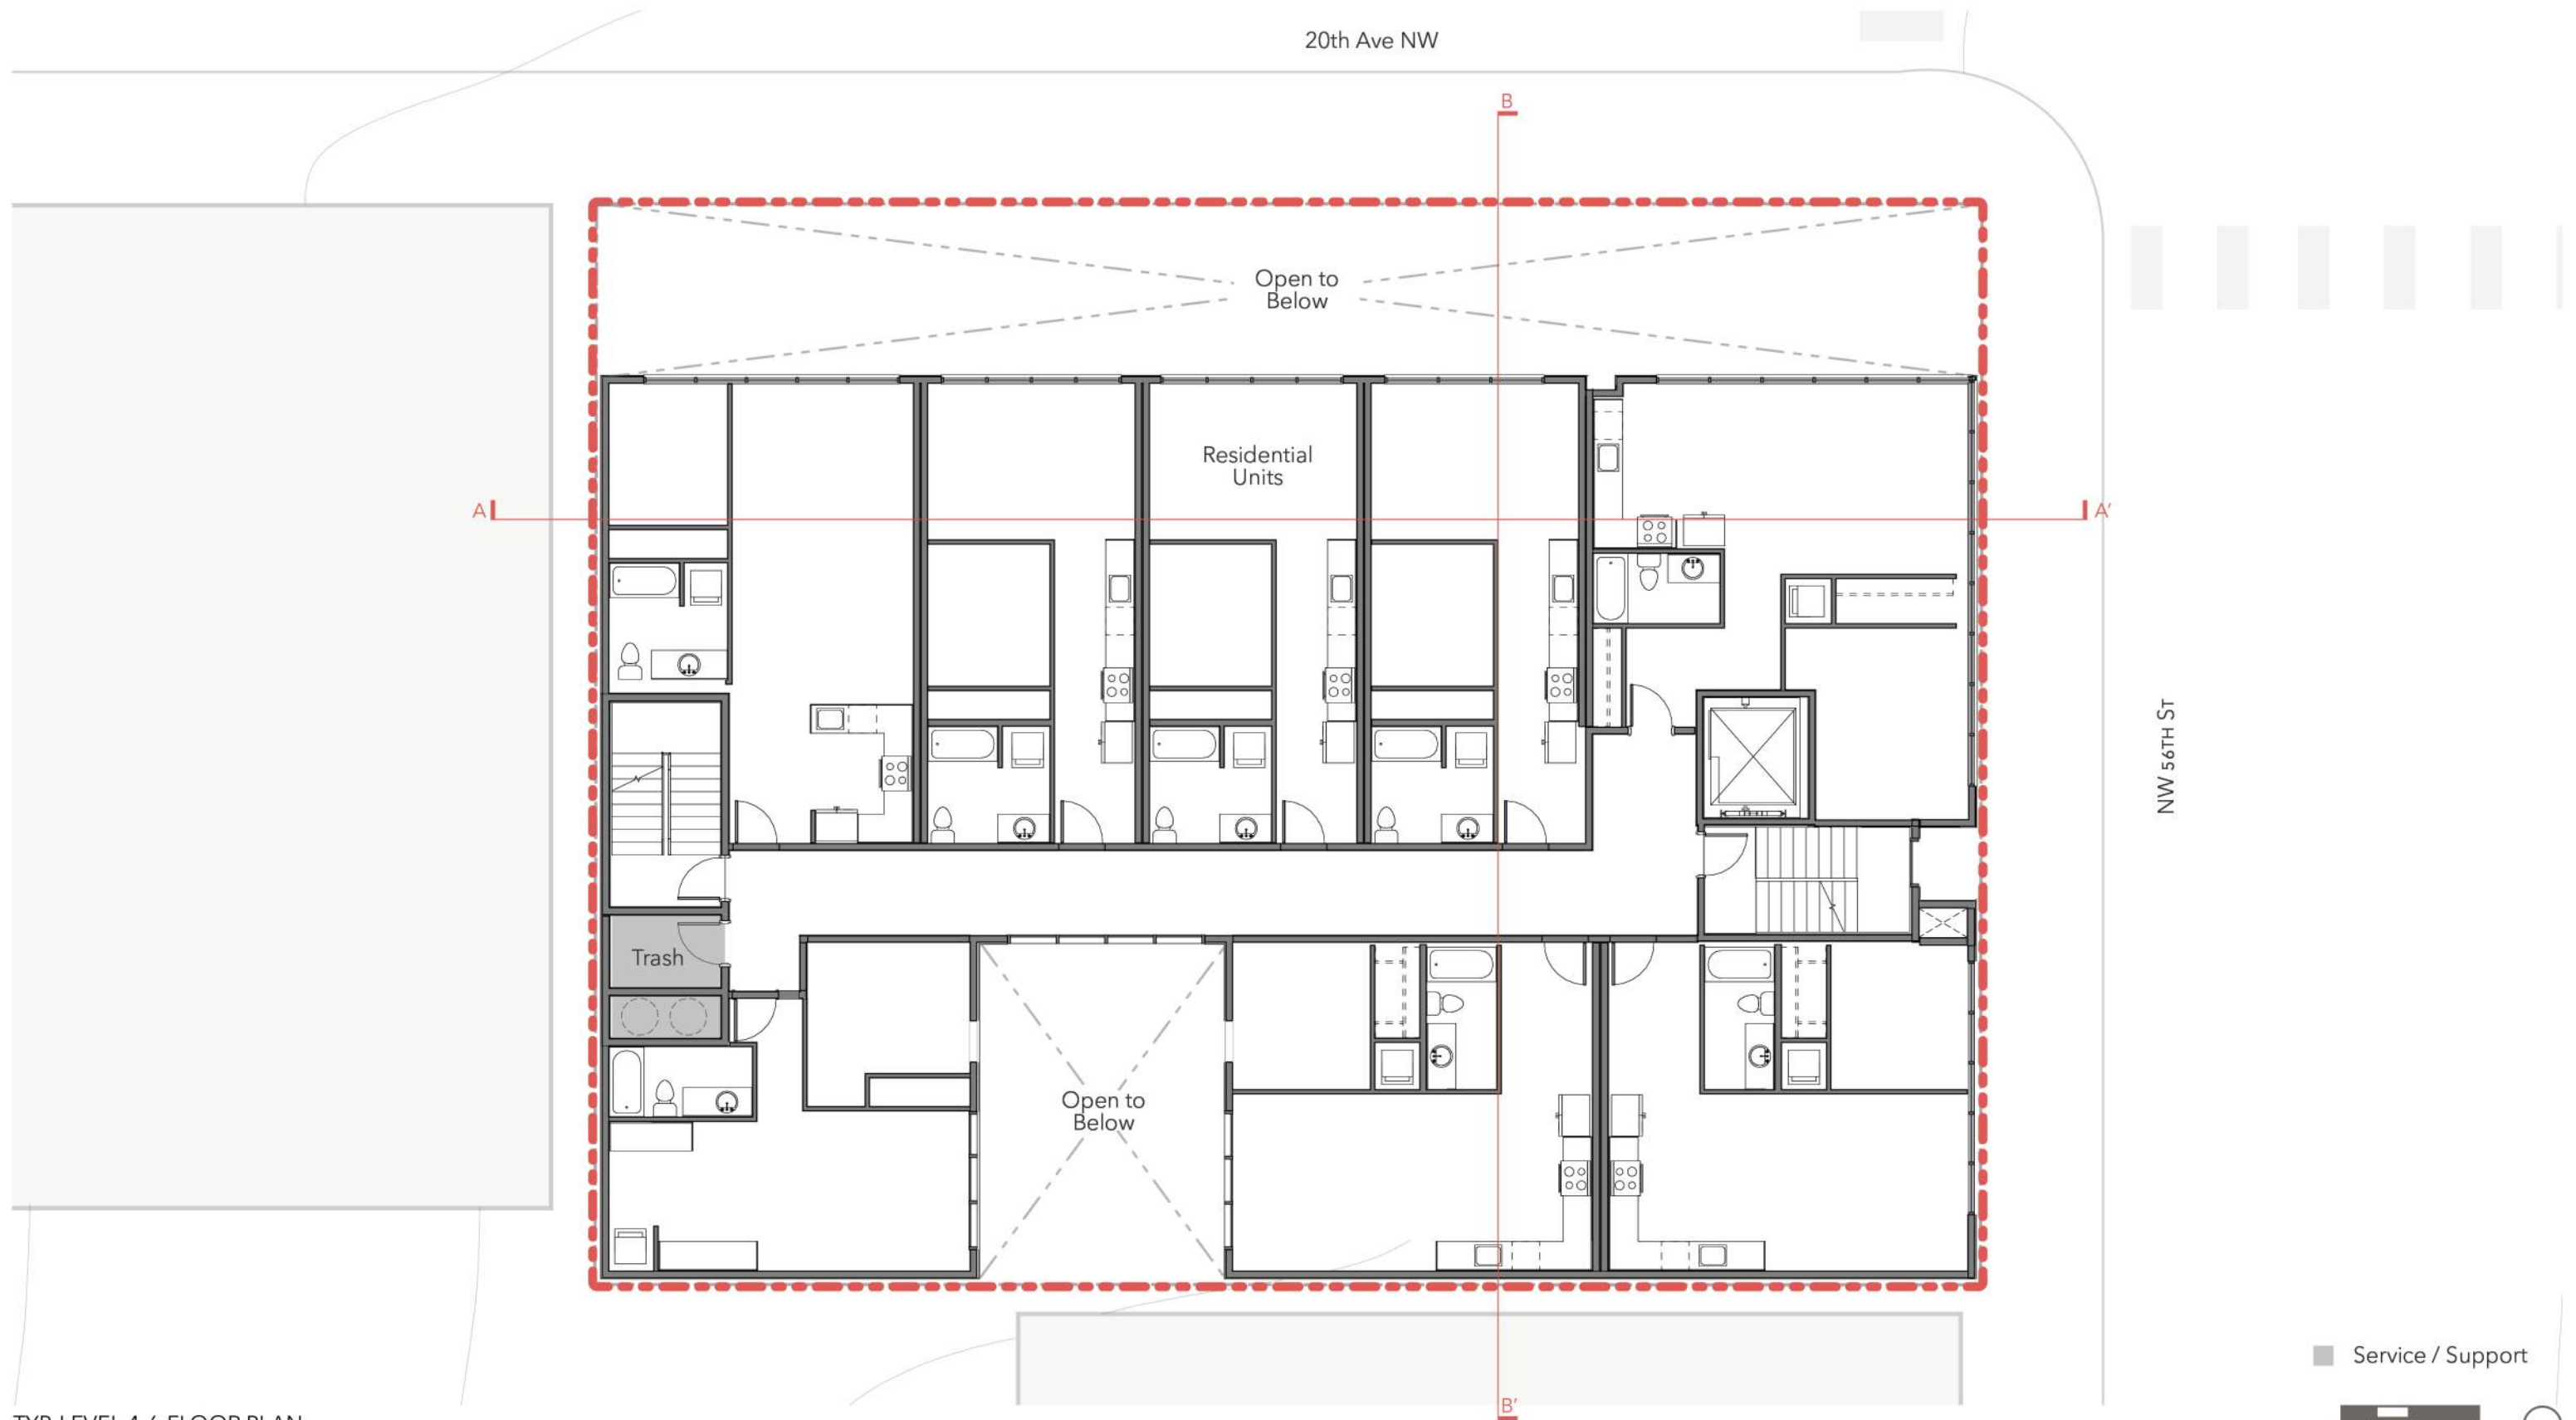 20th Ave NW
B
Open to
Below
Residential
Units
A
A'
NW 56TH ST
Trash
Open to
Below
Service / Support
B'